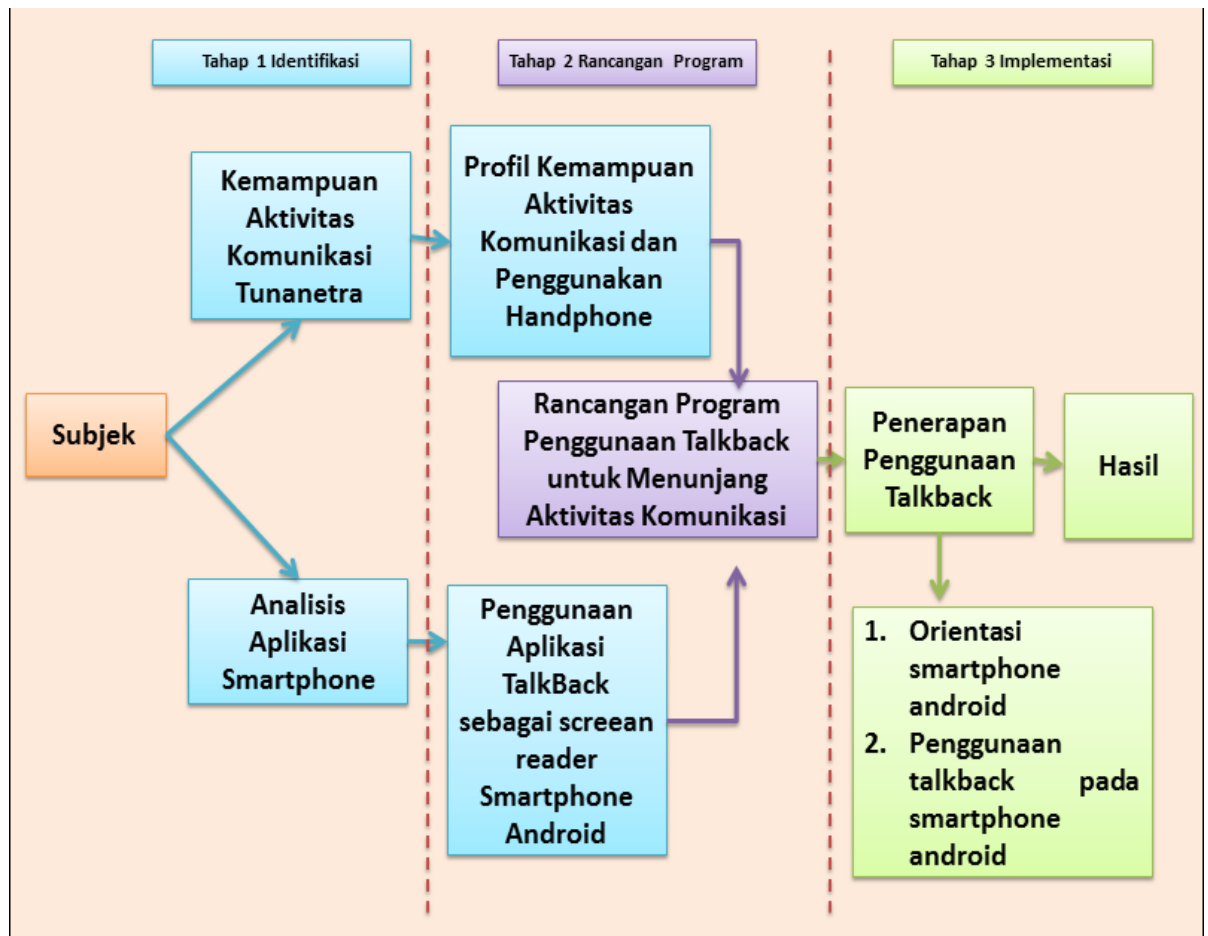 Tahap 1 Identifikasi
Tahap 2 Rancangan Program
Tahap 3 Implementasi
Subjek
Kemampuan
Aktivitas
Komunikasi
Tunanetra
Analisis
Aplikasi
Smartphone
Profil Kemampuan
Aktivitas
Komunikasi dan
Penggunakan
Handphone
Rancangan Program
Penggunaan Talkback
untuk Menunjang
Aktivitas Komunikasi
Penggunaan
Aplikasi
TalkBack
sebagai screean
reader
Smartphone
Android
Penerapan
Penggunaan
Talkback
Hasil
1. Orientasi
smartphone
android
2. Penggunaan
talkback pada
smartphone
android